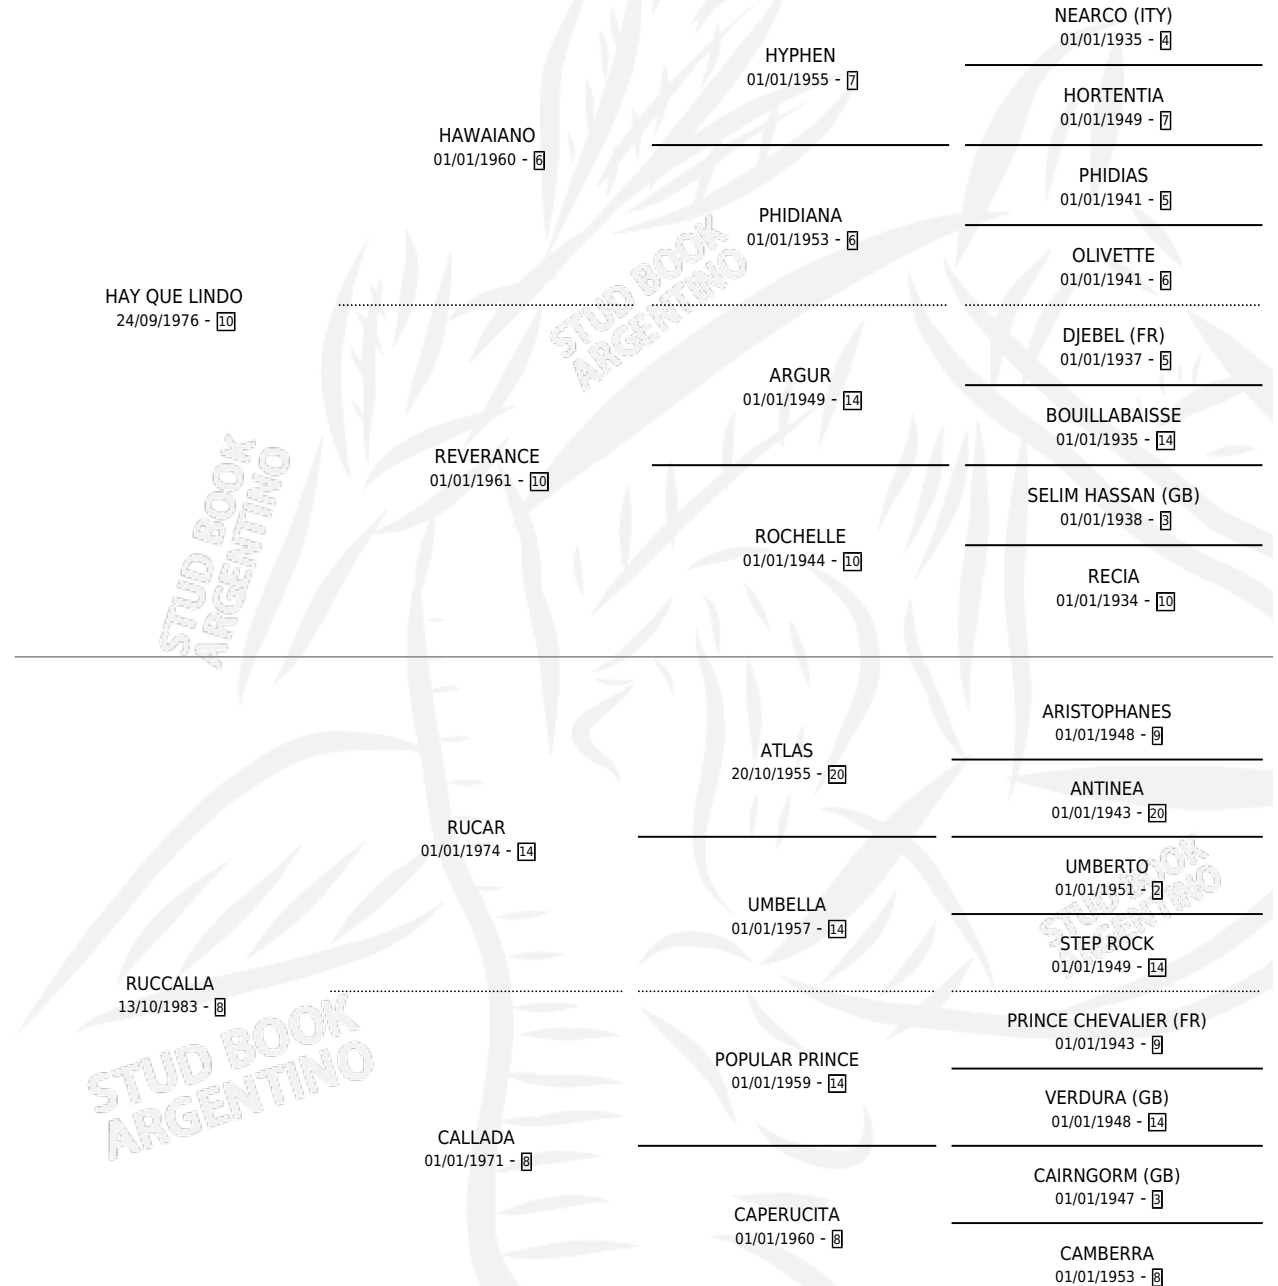 NEARCO (ITY)
01/01/1935 - 4
HYPHEN
01/01/1955 - 7
HORTENTIA
01/01/1949 - 7
HAWAIANO
01/01/1960 - 6
PHIDIAS
01/01/1941 - 5
PHIDIANA
01/01/1953 - 6
OLIVETTE
01/01/1941 - 6
HAY QUE LINDO
24/09/1976 - 10
DJEBEL (FR)
01/01/1937 - 5
ARGUR
01/01/1949 - 14
BOUILLABAISSE
01/01/1935 - 14
REVERANCE
01/01/1961 - 10
SELIM HASSAN (GB)
01/01/1938 - 3
ROCHELLE
01/01/1944 - 10
RECIA
01/01/1934 - 10
STUD BOOK
ARGENTINO
STUD BOOK
ARGENTINO
ARISTOPHANES
01/01/1948 - 9
ATLAS
20/10/1955 - 20
ANTINEA
01/01/1943 - 20
RUCAR
01/01/1974 - 14
UMBERTO
01/01/1951 - 2
UMBELLA
01/01/1957 - 14
STEP ROCK
01/01/1949 - 14
STUD BOOK
ARGENTINO
RUCCALLA
13/10/1983 - 8
PRINCE CHEVALIER (FR)
01/01/1943 - 9
POPULAR PRINCE
01/01/1959 - 14
VERDURA (GB)
01/01/1948 - 14
STUD BOOK
ARGENTINO
CALLADA
01/01/1971 - 8
CAIRNGORM (GB)
01/01/1947 - 3
CAPERUCITA
01/01/1960 - 8
CAMBERRA
01/01/1953 - 8